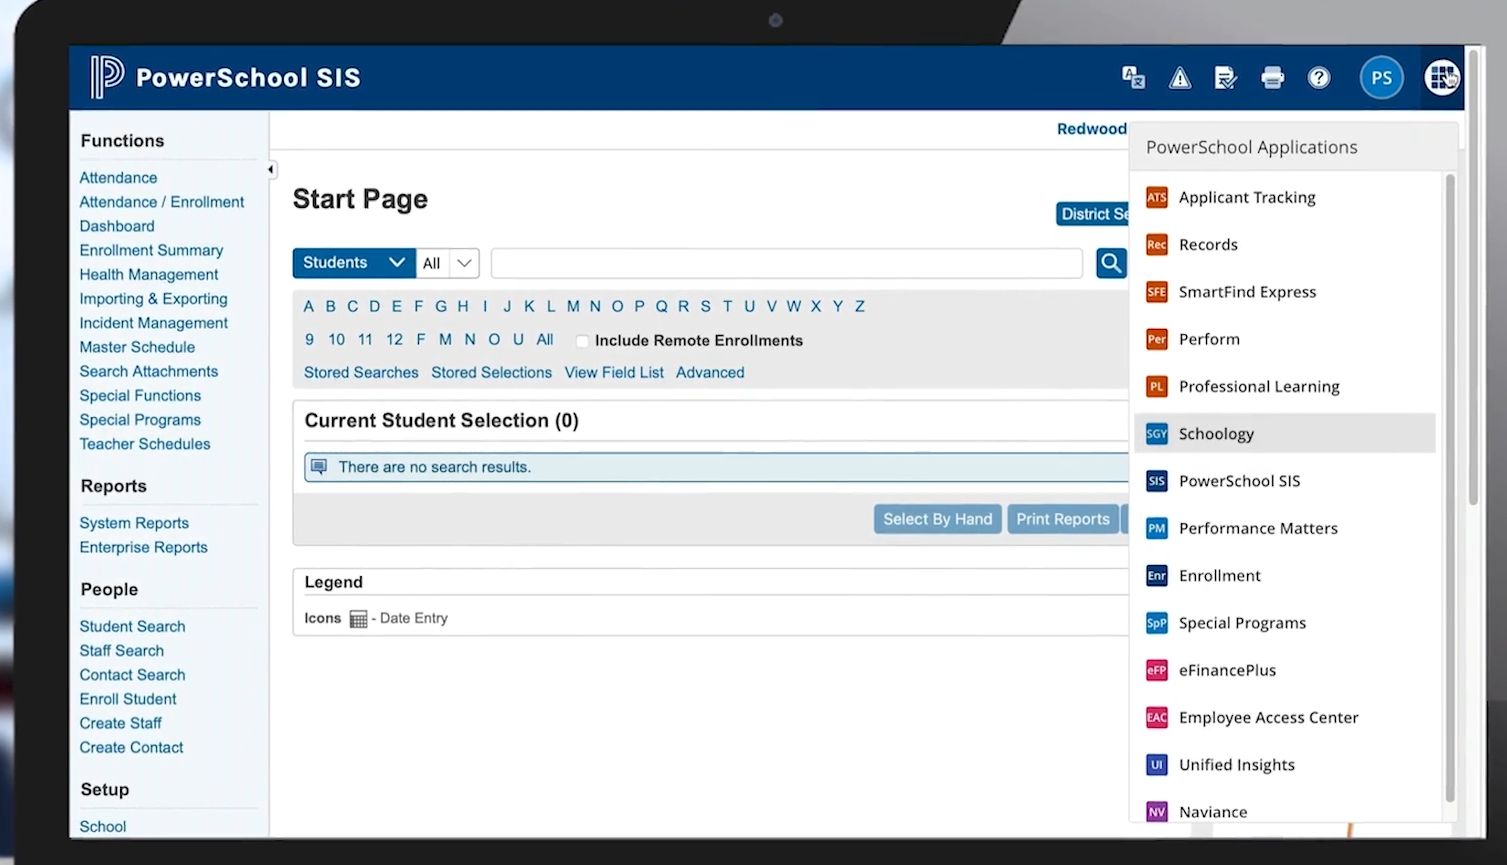 PowerSchool SIS
PS
Functions
Attendance
Attendance / Enrollment
Dashboard
Enrollment Summary
Health Management
Importing & Exporting
Incident Management
Master Schedule
Search Attachments
Special Functions
Special Programs
Teacher Schedules
Reports
System Reports
Enterprise Reports
People
Student Search
Staff Search
Contact Search
Enroll Student
Create Staff
Create Contact
Setup
School
Redwood
Start Page
District Se
Students
All
A B C D E F G H I J K L M N O P Q R S T U V W X Y Z
9 10 11 12 F M N O U All Include Remote Enrollments
Stored Searches Stored Selections View Field List Advanced
Current Student Selection (0)
There are no search results.
Select By Hand Print Reports
Legend
Icons - Date Entry
PowerSchool Applications
ATS Applicant Tracking
Rec Records
SFE SmartFind Express
Per Perform
PL Professional Learning
SGY Schoology
SIS PowerSchool SIS
PM Performance Matters
Enr Enrollment
SpP Special Programs
eFP eFinancePlus
EAC Employee Access Center
UI Unified Insights
NV Naviance